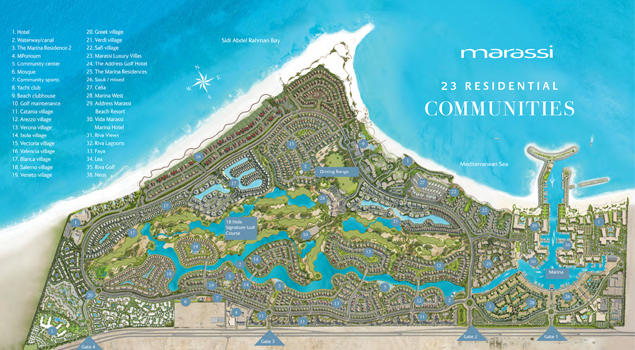 1. Hotel
2. Waterway/canal
3. The Marina Residence 2
4. MPorium
5. Community center
6. Mosque
7. Community sports
8. Yacht club
9. Beach clubhouse
10. Golf maintenance
11. Catania village
12. Arezzo village
13. Verona village
14. Isola village
15. Vectoria village
16. Valencia village
17. Blanca village
18. Salerno village
19. Veneto village
20. Greek village
21. Verdi village
22. Safi village
23. Marassi Luxury Villas
24. The Address Golf Hotel
25. The Marina Residences
26. Souk / mixed
27. Celia
28. Marina West
29. Address Marassi
Beach Resort
30. Vida Marassi
Marina Hotel
31. Riva Views
32. Riva Lagoons
33. Faya
34. Lea
35. Riva Golf
38. Neus
Sidi Abdel Rahman Bay
marassi
23 RESIDENTIAL
COMMUNITIES
Mediterranean Sea
Driving Range
18 Hole
Signature Golf
Course
Marina
Gate 4
Gate 3
Gate 2
Gate 1